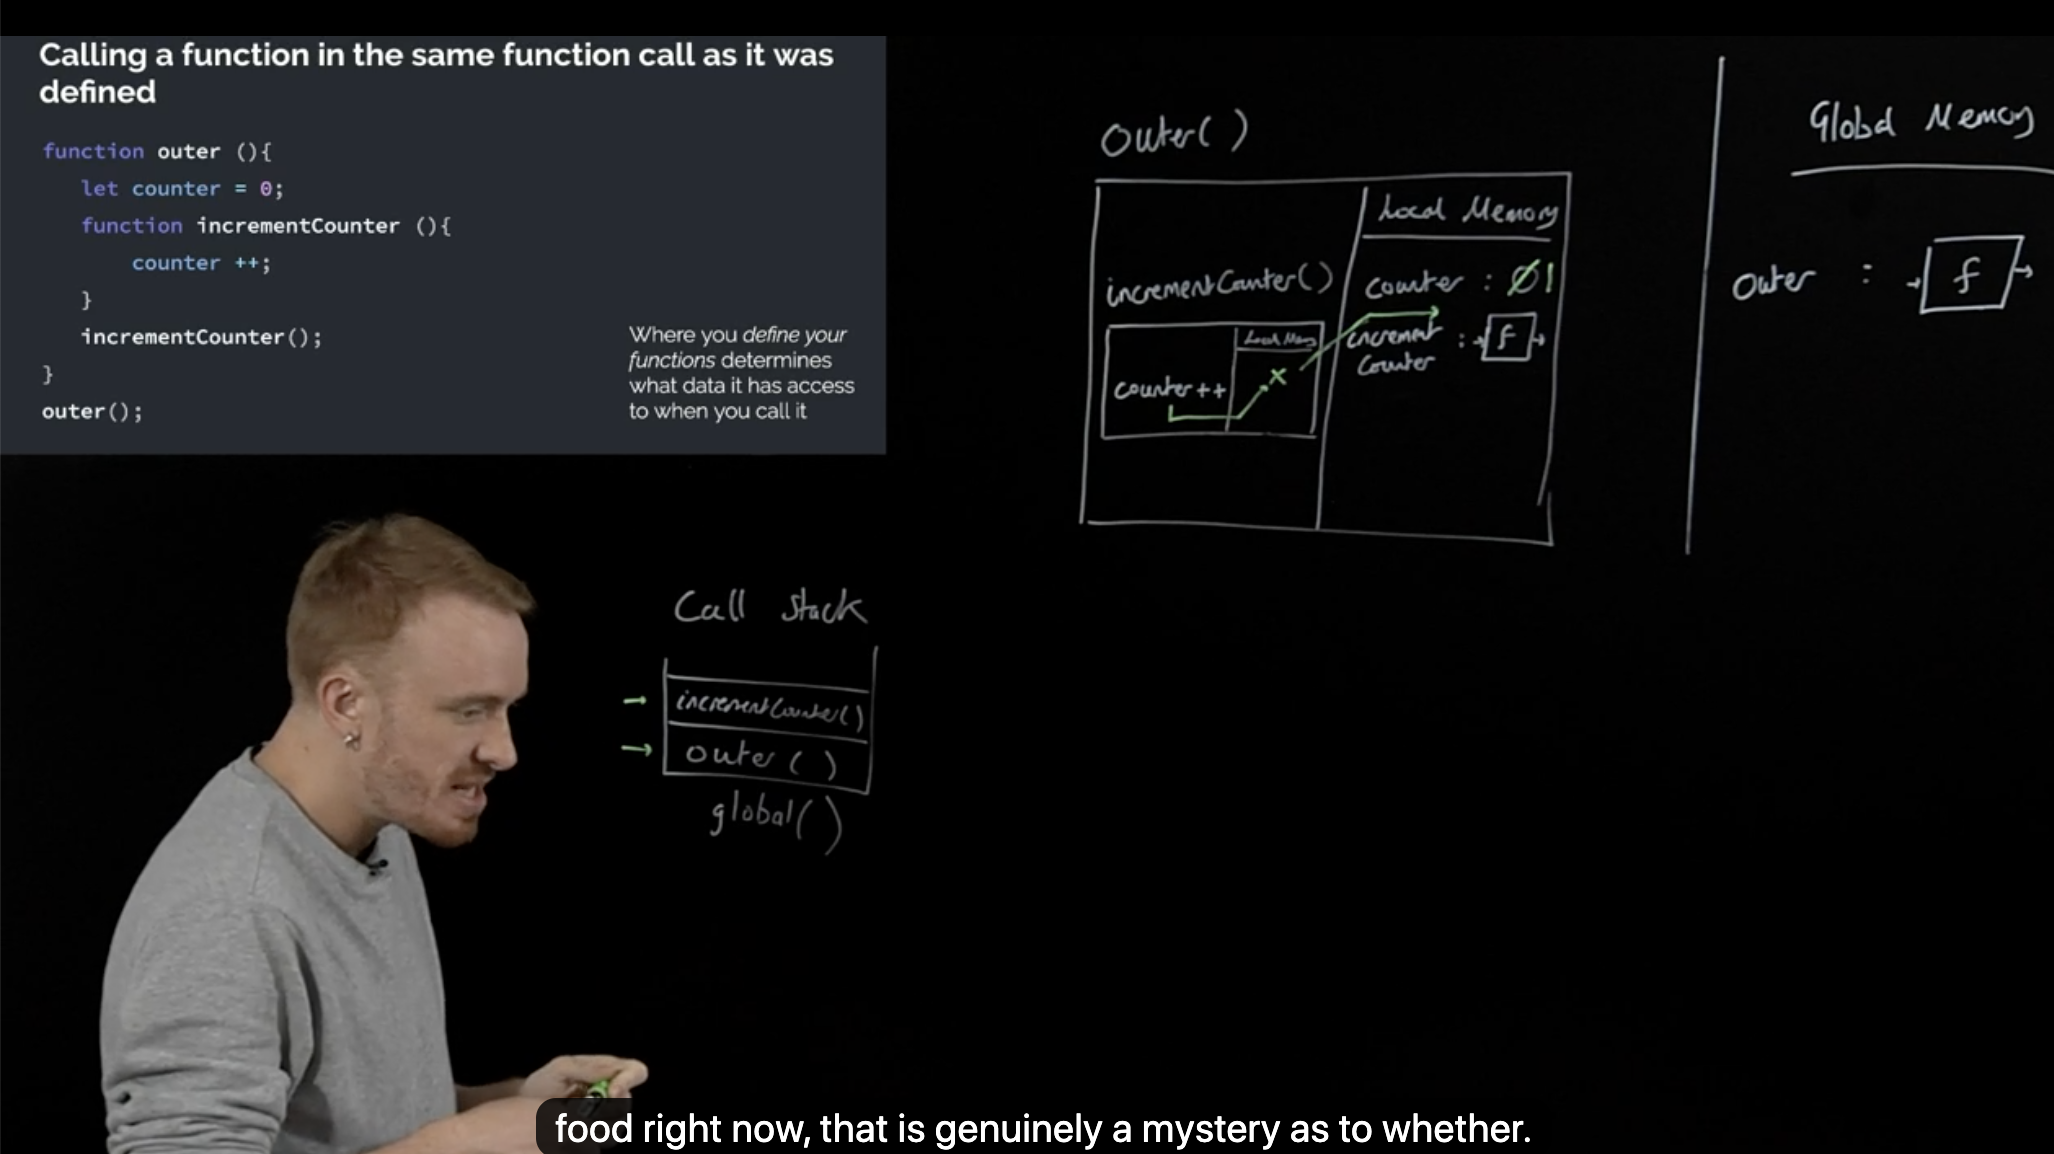 Calling a function in the same function call as it was
defined
function outer (){
let counter = 0;
function incrementCounter (){
counter ++;
}
incrementCounter();
}
outer();
Where you define your
functions determines
what data it has access
to when you call it
Outer( )
Local Memory
incrementCounter( )
counter : 0 1
Local Mem
increment
Counter : f
counter++
Global Memory
Outer : f
Call Stack
incrementCounter( )
outer ( )
global( )
food right now, that is genuinely a mystery as to whether.